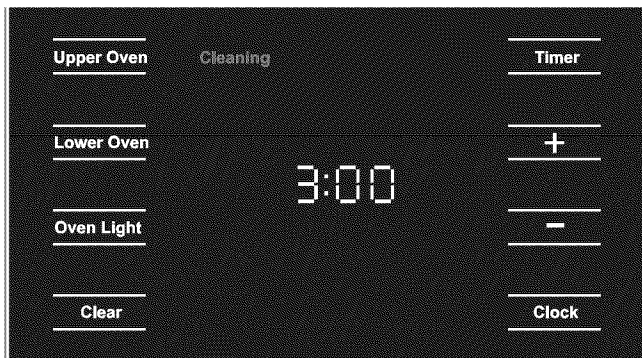 Upper Oven
Cleaning
Timer
Lower Oven
+
3:00
Oven Light
-
Clear
Clock